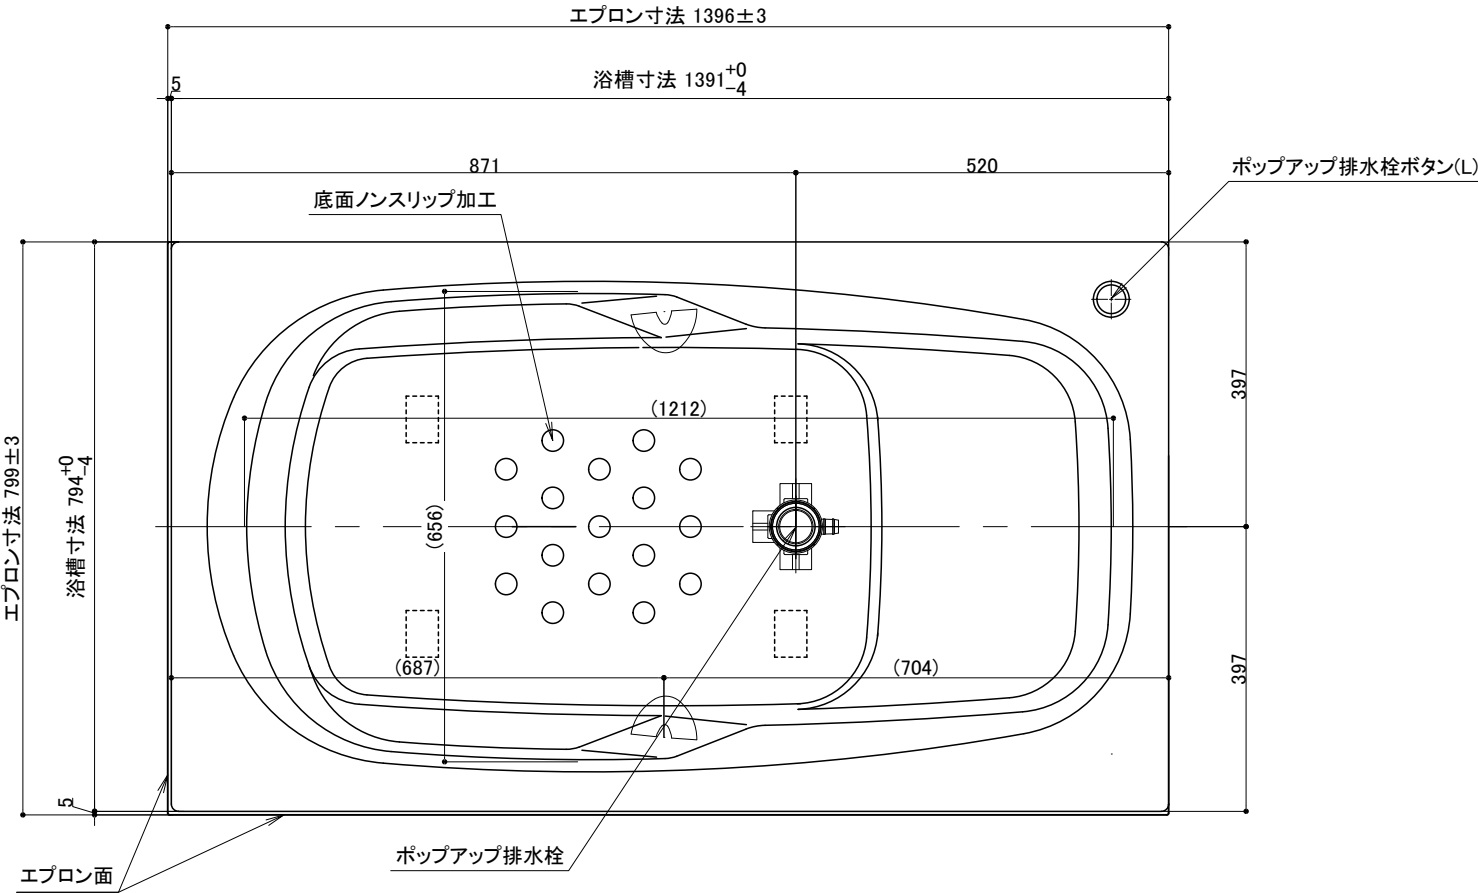 エプロン寸法 1396±3
5
浴槽寸法 1391+0-4
871
520
ポップアップ排水栓ボタン(L)
底面ノンスリップ加工
(1212)
397
エプロン寸法 799±3
浴槽寸法 794+0-4
(656)
(687)
(704)
397
5
ポップアップ排水栓
エプロン面